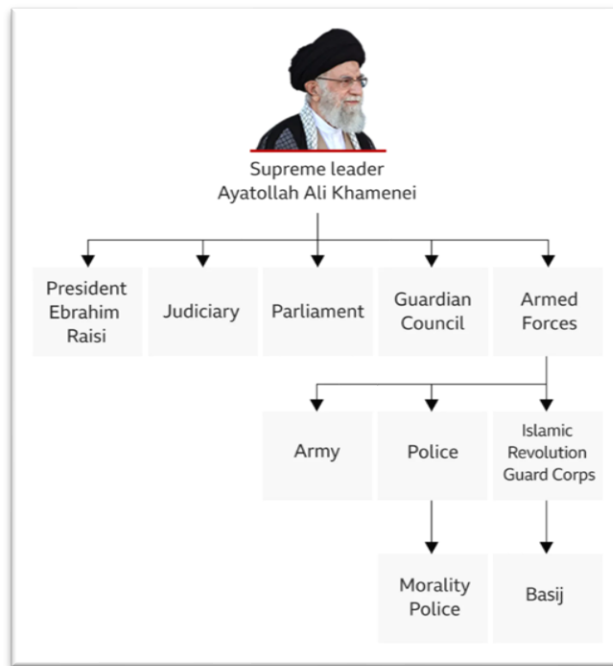 Supreme leader
Ayatollah Ali Khamenei
President
Ebrahim
Raisi
Judiciary
Parliament
Guardian
Council
Armed
Forces
Army
Police
Islamic
Revolution
Guard Corps
Morality
Police
Basij